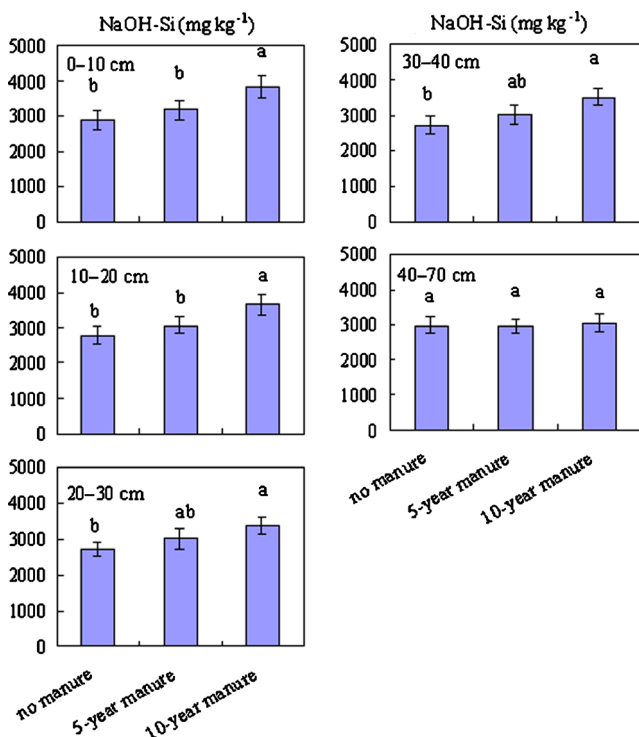 NaOH-Si (mg kg⁻¹)
5000
4000
3000
2000
1000
0
0–10 cm
b
b
a
5000
4000
3000
2000
1000
0
10–20 cm
b
b
a
5000
4000
3000
2000
1000
0
20–30 cm
b
ab
a
no manure
5-year manure
10-year manure
NaOH-Si (mg kg⁻¹)
5000
4000
3000
2000
1000
0
30–40 cm
b
ab
a
5000
4000
3000
2000
1000
0
40–70 cm
a
a
a
no manure
5-year manure
10-year manure